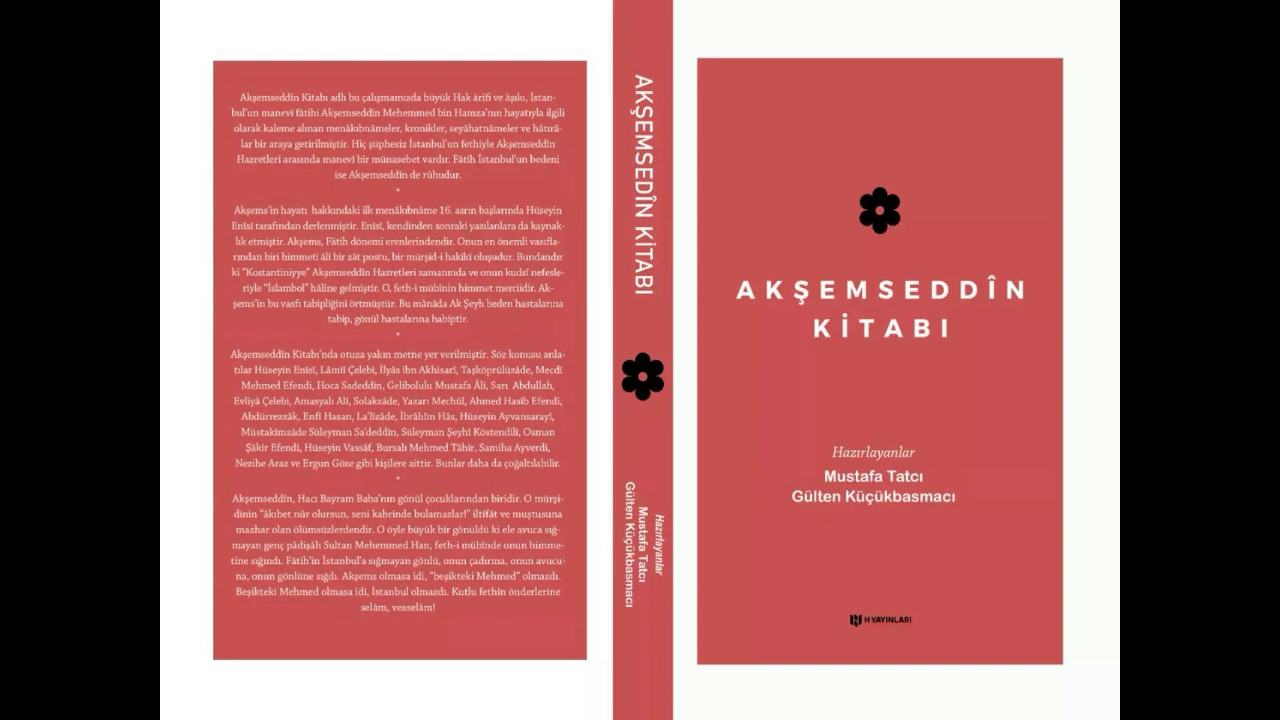 Akşemseddîn Kitabı adlı bu çalışmamızda büyük Hak ârifi ve âşıkı, İstan-
bul'un manevî fâtihi Akşemseddîn Mehemmed bin Hamza'nın hayatıyla ilgili
olarak kaleme alınan menâkıbnâmeler, kronikler, seyâhatnâmeler ve hâtırâ-
lar bir araya getirilmiştir. Hiç şüphesiz İstanbul'un fethiyle Akşemseddîn
Hazretleri arasında manevî bir münasebet vardır. Fâtih İstanbul'un bedeni
ise Akşemseddîn de rûhudur.
*
Akşems'in hayatı hakkındaki ilk menâkıbnâme 16. asrın başlarında Hüseyin
Enîsî tarafından derlenmiştir. Enîsî, kendinden sonraki yazılanlara da kaynak-
lık etmiştir. Akşems, Fâtih dönemi erenlerindendir. Onun en önemli vasıfla-
rından biri himmeti âlî bir zât postu, bir mürşid-i hakîkî oluşudur. Bundandır
ki "Kostantiniyye" Akşemseddîn Hazretleri zamanında ve onun kudsî nefesle-
riyle "İslambol" hâline gelmiştir. O, feth-i mübînin himmet merciidir. Ak-
şems'in bu vasfı tabipliğini örtmüştür. Bu mânâda Ak Şeyh beden hastalarına
tabip, gönül hastalarına habîptir.
*
Akşemseddîn Kitabı'nda otuza yakın metne yer verilmiştir. Söz konusu anla-
tılar Hüseyin Enîsî, Lâmiî Çelebî, İlyâs ibn Akhisarî, Taşköprülüzâde, Mecdî
Mehmed Efendi, Hoca Sadeddîn, Gelibolulu Mustafa Âlî, Sarı Abdullah,
Evliyâ Çelebi, Amasyalı Alî, Solakzâde, Yazarı Mechûl, Ahmed Hasîb Efendi,
Abdürrezzâk, Enfî Hasan, La'lîzâde, İbrâhîm Hâs, Hüseyin Ayvansarayî,
Müstakîmzâde Süleyman Sa'deddîn, Süleyman Şeyhî Köstendilî, Osman
Şâkir Efendi, Hüseyin Vassâf, Bursalı Mehmed Tâhir, Samiha Ayverdi,
Nezihe Araz ve Ergun Göze gibi kişilere aittir. Bunlar daha da çoğaltılabilir.
*
Akşemseddîn, Hacı Bayram Baba'nın gönül çocuklarından biridir. O mürşi-
dinin "âkıbet nûr olursun, seni kabrinde bulamazlar!" iltifât ve muştusuna
mazhar olan ölümsüzlerdendir. O öyle büyük bir gönüldü ki ele avuca sığ-
mayan genç pâdişâh Sultan Mehemmed Han, feth-i mübînde onun himme-
tine sığındı. Fâtih'in İstanbul'a sığmayan gönlü, onun çadırına, onun avucu-
na, onun gönlüne sığdı. Akşems olmasa idi, "beşikteki Mehmed" olmazdı.
Beşikteki Mehmed olmasa idi, İstanbul olmazdı. Kutlu fethin önderlerine
selâm, vesselâm!
AKŞEMSEDÎN KİTABI
Hazırlayanlar
Mustafa Tatcı
Gülten Küçükbasmacı
AKŞEMSEDDÎN
KİTABI
Hazırlayanlar
Mustafa Tatcı
Gülten Küçükbasmacı
H YAYINLARI